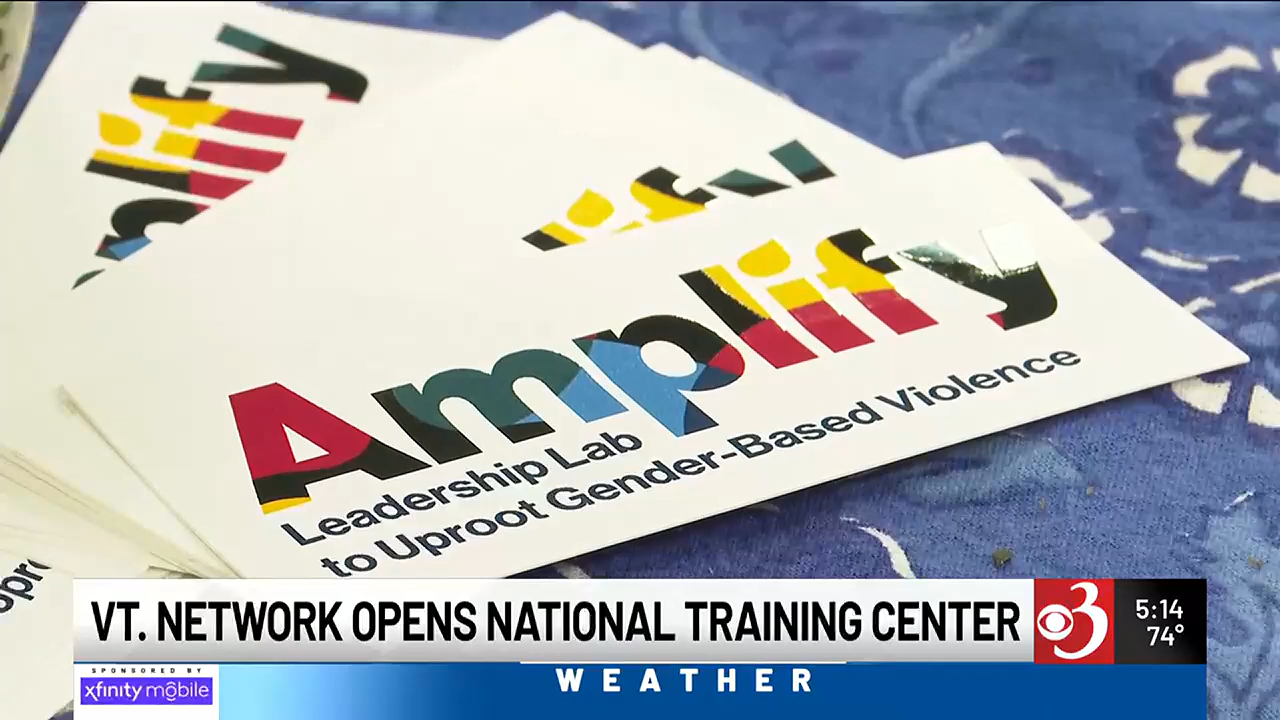 Amplify
Leadership Lab
to Uproot Gender-Based Violence
VT. NETWORK OPENS NATIONAL TRAINING CENTER
3
5:14
74°
SPONSORED BY
xfinity mobile
WEATHER